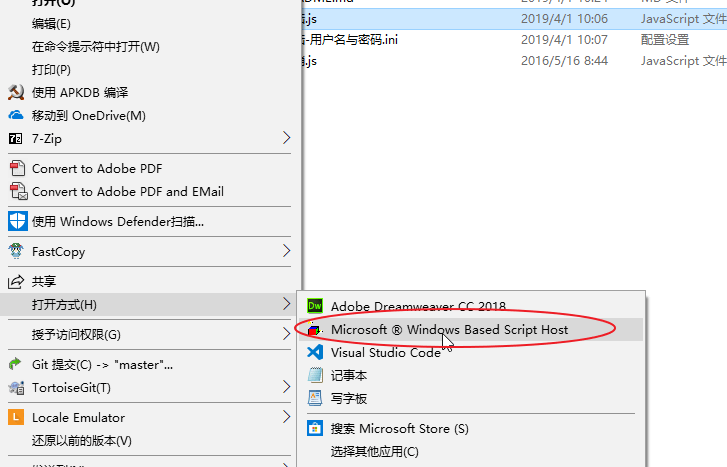 打开(O)
编辑(E)
在命令提示符中打开(W)
打印(P)
使用 APKDB 编译
移动到 OneDrive(M)
7-Zip
Convert to Adobe PDF
Convert to Adobe PDF and EMail
使用 Windows Defender扫描...
FastCopy
共享
打开方式(H)
授予访问权限(G)
Git 提交(C) -> "master"...
TortoiseGit(T)
Locale Emulator
还原以前的版本(V)
.js 2019/4/1 10:06 JavaScript 文件
-用户名与密码.ini 2019/4/1 10:07 配置设置
.js 2016/5/16 8:44 JavaScript 文件
Adobe Dreamweaver CC 2018
Microsoft ® Windows Based Script Host
Visual Studio Code
记事本
写字板
搜索 Microsoft Store (S)
选择其他应用(C)